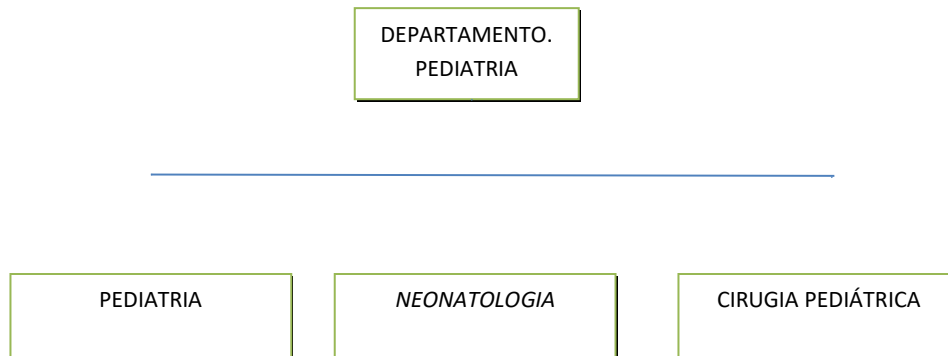 DEPARTAMENTO.
PEDIATRIA
PEDIATRIA
NEONATOLOGIA
CIRUGIA PEDIÁTRICA